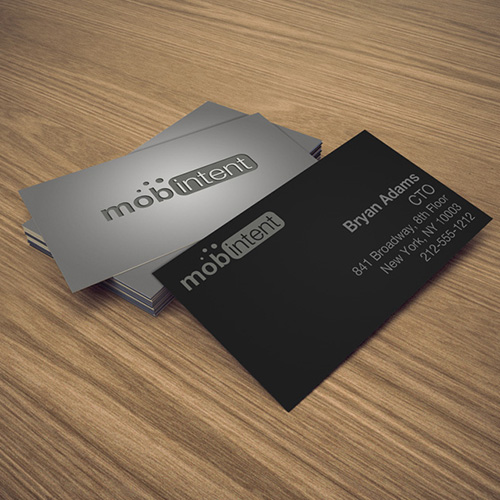 mobintent
mobintent
Bryan Adams
CTO
841 Broadway, 8th Floor
New York, NY 10003
212-555-1212